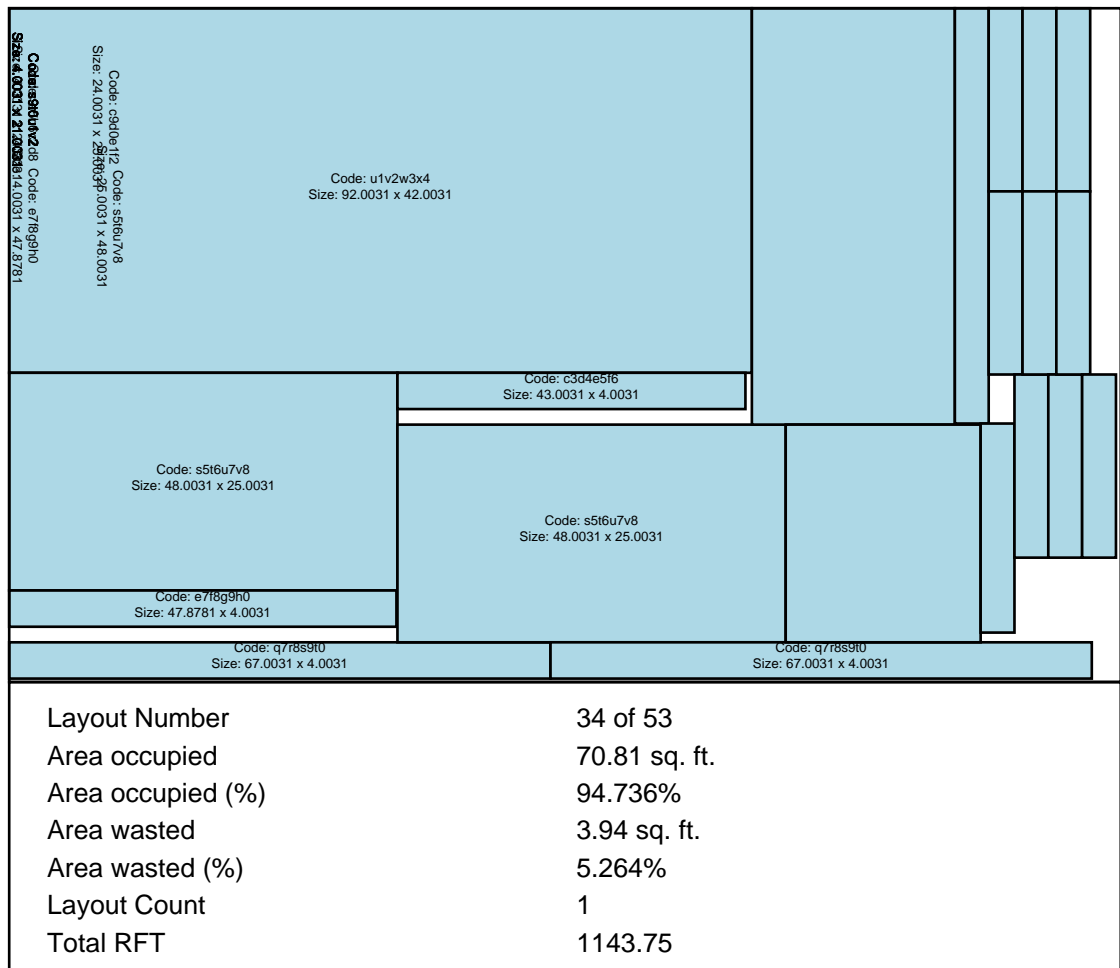 Code: c9d0e1f2 Code: s5t6u7v8
Size: 24.0031 x 25.0031
Size: 25.0031 x 48.0031
Code: e7f8g9h0
Size: 4.0031 x 47.8781
Code: u1v2w3x4
Size: 92.0031 x 42.0031
Code: c3d4e5f6
Size: 43.0031 x 4.0031
Code: s5t6u7v8
Size: 48.0031 x 25.0031
Code: s5t6u7v8
Size: 48.0031 x 25.0031
Code: e7f8g9h0
Size: 47.8781 x 4.0031
Code: q7r8s9t0
Size: 67.0031 x 4.0031
Code: q7r8s9t0
Size: 67.0031 x 4.0031
Layout Number 34 of 53
Area occupied 70.81 sq. ft.
Area occupied (%) 94.736%
Area wasted 3.94 sq. ft.
Area wasted (%) 5.264%
Layout Count 1
Total RFT 1143.75